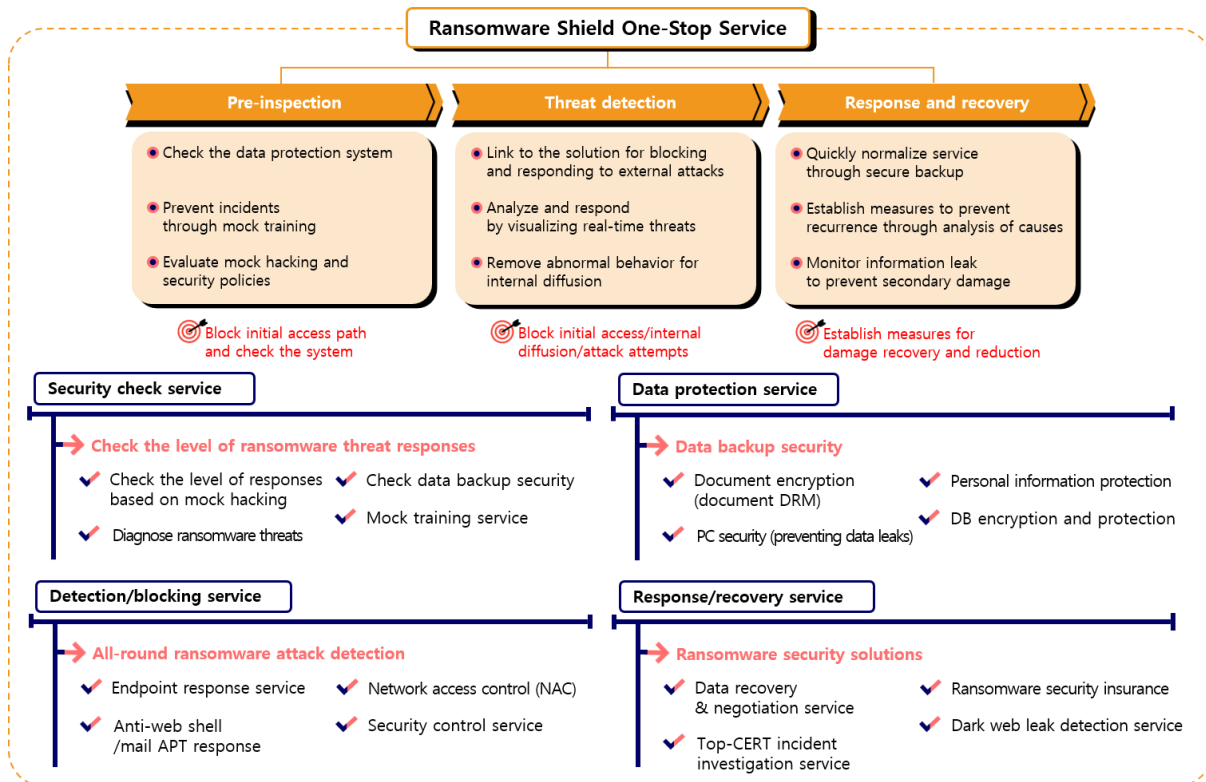 Ransomware Shield One-Stop Service
Pre-inspection
Check the data protection system
Prevent incidents
through mock training
Evaluate mock hacking and
security policies
Block initial access path
and check the system
Threat detection
Link to the solution for blocking
and responding to external attacks
Analyze and respond
by visualizing real-time threats
Remove abnormal behavior for
internal diffusion
Block initial access/internal
diffusion/attack attempts
Response and recovery
Quickly normalize service
through secure backup
Establish measures to prevent
recurrence through analysis of causes
Monitor information leak
to prevent secondary damage
Establish measures for
damage recovery and reduction
Security check service
Check the level of ransomware threat responses
Check the level of responses
based on mock hacking
Diagnose ransomware threats
Check data backup security
Mock training service
Data protection service
Data backup security
Document encryption
(document DRM)
PC security (preventing data leaks)
Personal information protection
DB encryption and protection
Detection/blocking service
All-round ransomware attack detection
Endpoint response service
Anti-web shell
/mail APT response
Network access control (NAC)
Security control service
Response/recovery service
Ransomware security solutions
Data recovery
& negotiation service
Top-CERT incident
investigation service
Ransomware security insurance
Dark web leak detection service